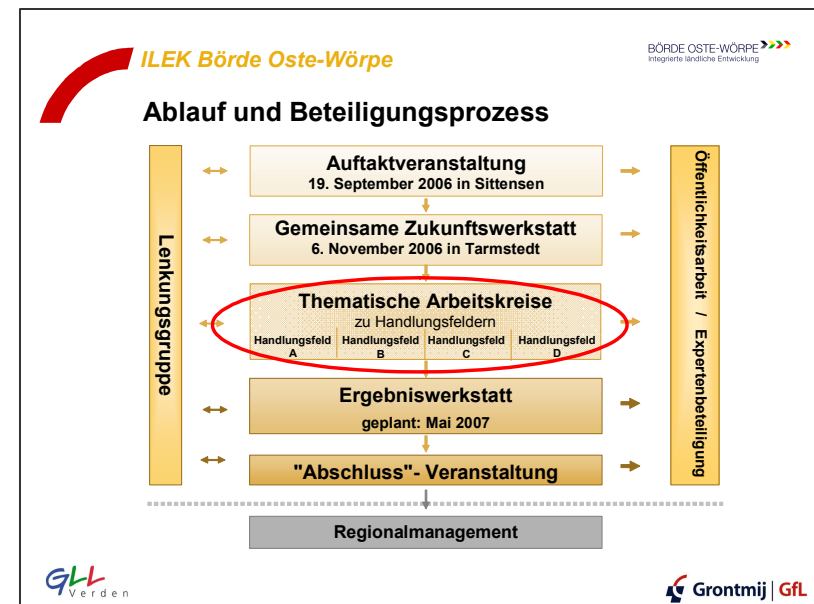 ILEK Börde Oste-Wörpe
BÖRDE OSTE-WÖRPE
Integrierte ländliche Entwicklung
Ablauf und Beteiligungsprozess
Lenkungsgruppe
Auftaktveranstaltung
19. September 2006 in Sittensen
Gemeinsame Zukunftswerkstatt
6. November 2006 in Tarmstedt
Thematische Arbeitskreise
zu Handlungsfeldern
Handlungsfeld A
Handlungsfeld B
Handlungsfeld C
Handlungsfeld D
Ergebniswerkstatt
geplant: Mai 2007
"Abschluss"- Veranstaltung
Öffentlichkeitsarbeit / Expertenbeteiligung
Regionalmanagement
GLL
Verden
Grontmij | GfL